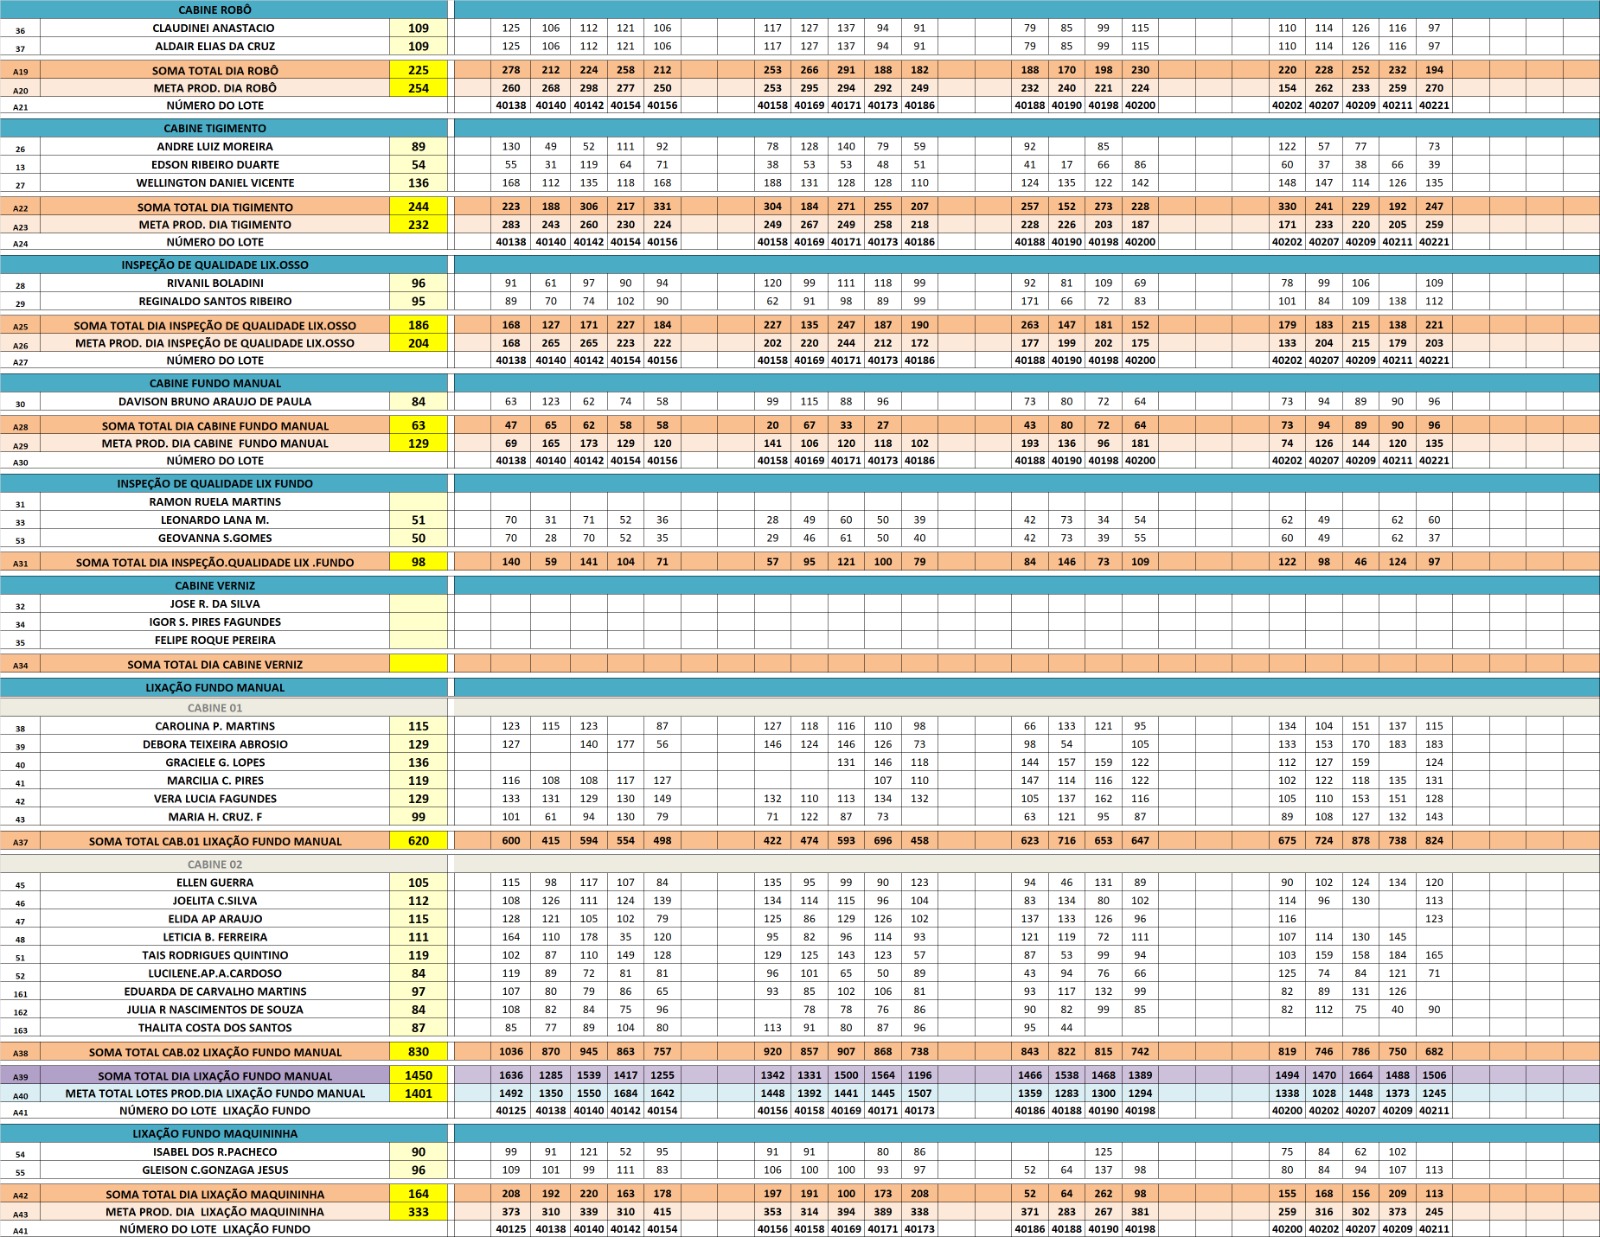 CABINE ROBÔ
36 CLAUDINEI ANASTACIO 109 125 106 112 121 106 117 127 137 94 91 79 85 99 115 110 114 126 116 97
37 ALDAIR ELIAS DA CRUZ 109 125 106 112 121 106 117 127 137 94 91 79 85 99 115 110 114 126 116 97
A19 SOMA TOTAL DIA ROBÔ 225 278 212 224 258 212 253 266 291 188 182 188 170 198 230 220 228 252 232 194
A20 META PROD. DIA ROBÔ 254 260 268 298 277 250 253 295 294 292 249 232 240 221 224 154 262 233 259 270
A21 NÚMERO DO LOTE 40138 40140 40142 40154 40156 40158 40169 40171 40173 40186 40188 40190 40198 40200 40202 40207 40209 40211 40221
CABINE TIGIMENTO
26 ANDRE LUIZ MOREIRA 89 130 49 52 111 92 78 128 140 79 59 92 85 122 57 77 73
13 EDSON RIBEIRO DUARTE 54 55 31 119 64 71 38 53 53 48 51 41 17 66 86 60 37 38 66 39
27 WELLINGTON DANIEL VICENTE 136 168 112 135 118 168 188 131 128 128 110 124 135 122 142 148 147 114 126 135
A22 SOMA TOTAL DIA TIGIMENTO 244 223 188 306 217 331 304 184 271 255 207 257 152 273 228 330 241 229 192 247
A23 META PROD. DIA TIGIMENTO 232 283 243 260 230 224 249 267 249 258 218 228 226 203 187 171 233 220 205 259
A24 NÚMERO DO LOTE 40138 40140 40142 40154 40156 40158 40169 40171 40173 40186 40188 40190 40198 40200 40202 40207 40209 40211 40221
INSPEÇÃO DE QUALIDADE LIX.OSSO
28 RIVANIL BOLADINI 96 91 61 97 90 94 120 99 111 118 99 92 81 109 69 78 99 106 109
29 REGINALDO SANTOS RIBEIRO 95 89 70 74 102 90 62 91 98 89 99 171 66 72 83 101 84 109 138 112
A25 SOMA TOTAL DIA INSPEÇÃO DE QUALIDADE LIX.OSSO 186 168 127 171 227 184 227 135 247 187 190 263 147 181 152 179 183 215 138 221
A26 META PROD. DIA INSPEÇÃO DE QUALIDADE LIX.OSSO 204 168 265 265 223 222 202 220 244 212 172 177 199 202 175 133 204 215 179 203
A27 NÚMERO DO LOTE 40138 40140 40142 40154 40156 40158 40169 40171 40173 40186 40188 40190 40198 40200 40202 40207 40209 40211 40221
CABINE FUNDO MANUAL
30 DAVISON BRUNO ARAUJO DE PAULA 84 63 123 62 74 58 99 115 88 96 73 80 72 64 73 94 89 90 96
A28 SOMA TOTAL DIA CABINE FUNDO MANUAL 63 47 65 62 58 58 20 67 33 27 43 80 72 64 73 94 89 90 96
A29 META PROD. DIA CABINE FUNDO MANUAL 129 69 165 173 129 120 141 106 120 118 102 193 136 96 181 74 126 144 120 135
A30 NÚMERO DO LOTE 40138 40140 40142 40154 40156 40158 40169 40171 40173 40186 40188 40190 40198 40200 40202 40207 40209 40211 40221
INSPEÇÃO DE QUALIDADE LIX FUNDO
31 RAMON RUELA MARTINS
33 LEONARDO LANA M. 51 70 31 71 52 36 28 49 60 50 39 42 73 34 54 62 49 62 60
53 GEOVANNA S.GOMES 50 70 28 70 52 35 29 46 61 50 40 42 73 39 55 60 49 62 37
A31 SOMA TOTAL DIA INSPEÇÃO.QUALIDADE LIX .FUNDO 98 140 59 141 104 71 57 95 121 100 79 84 146 73 109 122 98 46 124 97
CABINE VERNIZ
32 JOSE R. DA SILVA
34 IGOR S. PIRES FAGUNDES
35 FELIPE ROQUE PEREIRA
A34 SOMA TOTAL DIA CABINE VERNIZ
LIXAÇÃO FUNDO MANUAL
CABINE 01
38 CAROLINA P. MARTINS 115 123 115 123 87 127 118 116 110 98 66 133 121 95 134 104 151 137 115
39 DEBORA TEIXEIRA ABROSIO 129 127 140 177 56 146 124 146 126 73 98 54 105 133 153 170 183 183
40 GRACIELE G. LOPES 136 131 146 118 144 157 159 122 112 127 159 124
41 MARCILIA C. PIRES 119 116 108 108 117 127 107 110 147 114 116 122 102 122 118 135 131
42 VERA LUCIA FAGUNDES 129 133 131 129 130 149 132 110 113 134 132 105 137 162 116 105 110 153 151 128
43 MARIA H. CRUZ. F 99 101 61 94 130 79 71 122 87 73 63 121 95 87 89 108 127 132 143
A37 SOMA TOTAL CAB.01 LIXAÇÃO FUNDO MANUAL 620 600 415 594 554 498 422 474 593 696 458 623 716 653 647 675 724 878 738 824
CABINE 02
45 ELLEN GUERRA 105 115 98 117 107 84 135 95 99 90 123 94 46 131 89 90 102 124 134 120
46 JOELITA C.SILVA 112 108 126 111 124 139 134 114 115 96 104 83 134 80 102 114 96 130 113
47 ELIDA AP ARAUJO 115 128 121 105 102 79 125 86 129 126 102 137 133 126 96 116 123
48 LETICIA B. FERREIRA 111 164 110 178 35 120 95 82 96 114 93 121 119 72 111 107 114 130 145
51 TAIS RODRIGUES QUINTINO 119 102 87 110 149 128 129 125 143 123 57 87 53 99 94 103 159 158 184 165
52 LUCILENE.AP.A.CARDOSO 84 119 89 72 81 81 96 101 65 50 89 43 94 76 66 125 74 84 121 71
161 EDUARDA DE CARVALHO MARTINS 97 107 80 79 86 65 93 85 102 106 81 93 117 132 99 82 89 131 126
162 JULIA R NASCIMENTOS DE SOUZA 84 108 82 84 75 96 78 78 76 86 90 82 99 85 82 112 75 40 90
163 THALITA COSTA DOS SANTOS 87 85 77 89 104 80 113 91 80 87 96 95 44
A38 SOMA TOTAL CAB.02 LIXAÇÃO FUNDO MANUAL 830 1036 870 945 863 757 920 857 907 868 738 843 822 815 742 819 746 786 750 682
A39 SOMA TOTAL DIA LIXAÇÃO FUNDO MANUAL 1450 1636 1285 1539 1417 1255 1342 1331 1500 1564 1196 1466 1538 1468 1389 1494 1470 1664 1488 1506
A40 META TOTAL LOTES PROD.DIA LIXAÇÃO FUNDO MANUAL 1401 1492 1350 1550 1684 1642 1448 1392 1441 1445 1507 1359 1283 1300 1294 1338 1028 1448 1373 1245
A41 NÚMERO DO LOTE LIXAÇÃO FUNDO 40125 40138 40140 40142 40154 40156 40158 40169 40171 40173 40186 40188 40190 40198 40200 40202 40207 40209 40211
LIXAÇÃO FUNDO MAQUININHA
54 ISABEL DOS R.PACHECO 90 99 91 121 52 95 91 91 80 86 125 75 84 62 102
55 GLEISON C.GONZAGA JESUS 96 109 101 99 111 83 106 100 100 93 97 52 64 137 98 80 84 94 107 113
A42 SOMA TOTAL DIA LIXAÇÃO MAQUININHA 164 208 192 220 163 178 197 191 100 173 208 52 64 262 98 155 168 156 209 113
A43 META PROD. DIA LIXAÇÃO MAQUININHA 333 373 310 339 310 415 353 314 394 389 338 371 283 267 381 259 316 302 373 245
A41 NÚMERO DO LOTE LIXAÇÃO FUNDO 40125 40138 40140 40142 40154 40156 40158 40169 40171 40173 40186 40188 40190 40198 40200 40202 40207 40209 40211